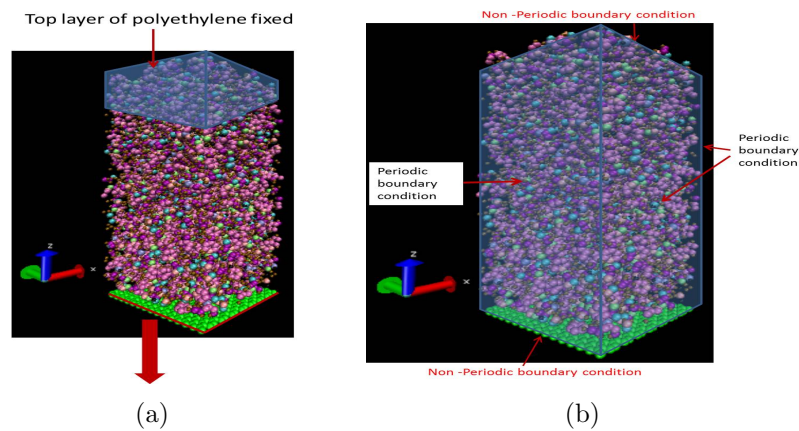 Top layer of polyethylene fixed
z
x
(a)
Non -Periodic boundary condition
Periodic
boundary
condition
Periodic
boundary
condition
z
x
Non -Periodic boundary condition
(b)